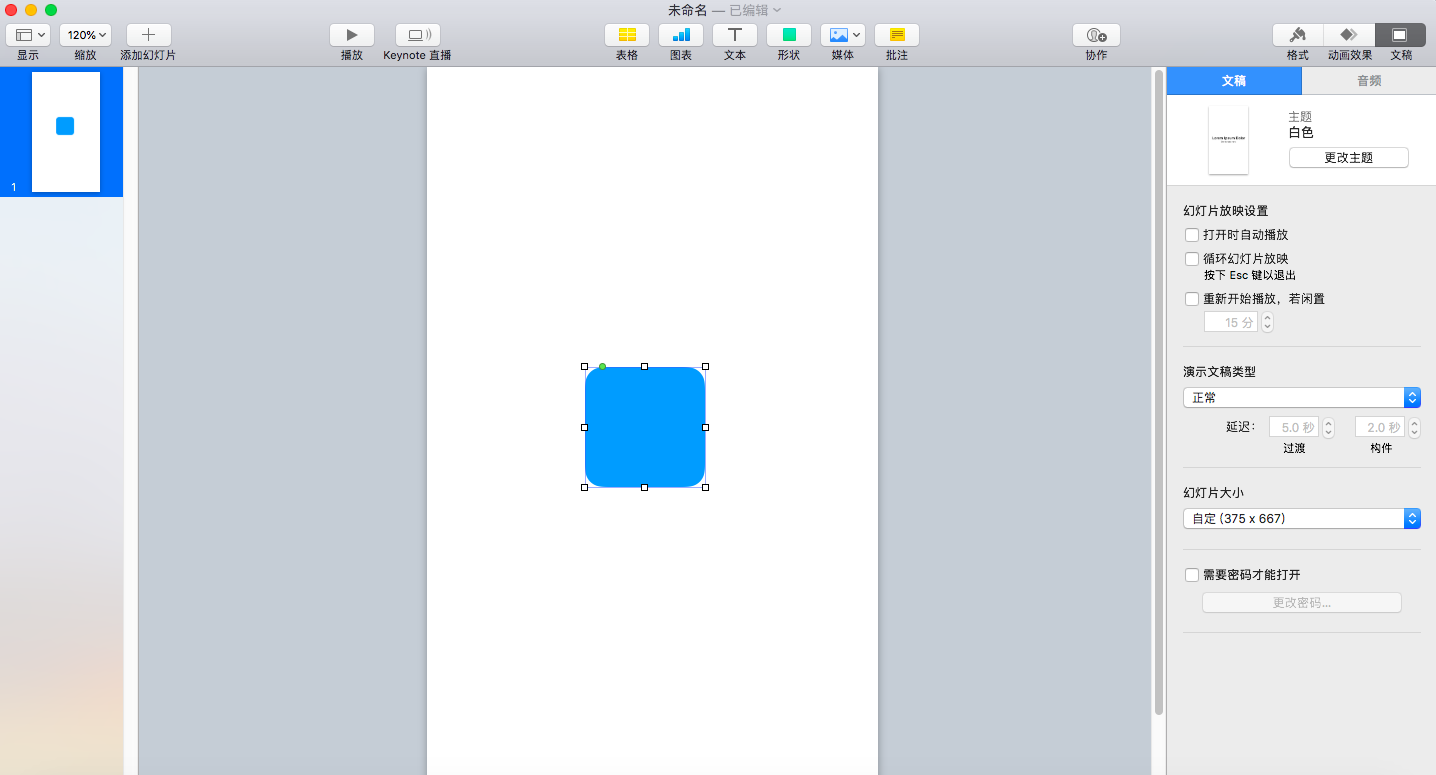 未命名 — 已编辑
120%
显示
缩放
添加幻灯片
播放
Keynote 直播
表格
图表
文本
形状
媒体
批注
协作
格式
动画效果
文稿
1
文稿
音频
主题
白色
更改主题
幻灯片放映设置
打开时自动播放
循环幻灯片放映
按下 Esc 键以退出
重新开始播放，若闲置
15 分
演示文稿类型
正常
延迟：
5.0 秒
2.0 秒
过渡
构件
幻灯片大小
自定 (375 x 667)
需要密码才能打开
更改密码...